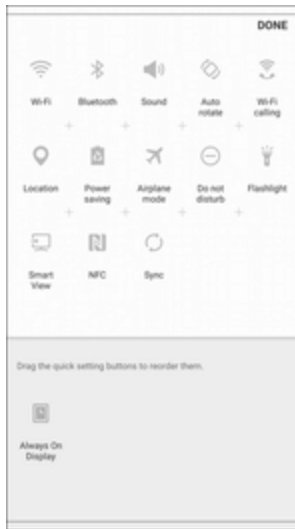 DONE
Wi-Fi Bluetooth Sound Auto rotate Wi-Fi calling
Location Power saving Airplane mode Do not disturb Flashlight
Smart View NFC Sync
Drag the quick setting buttons to reorder them.
Always On
Display